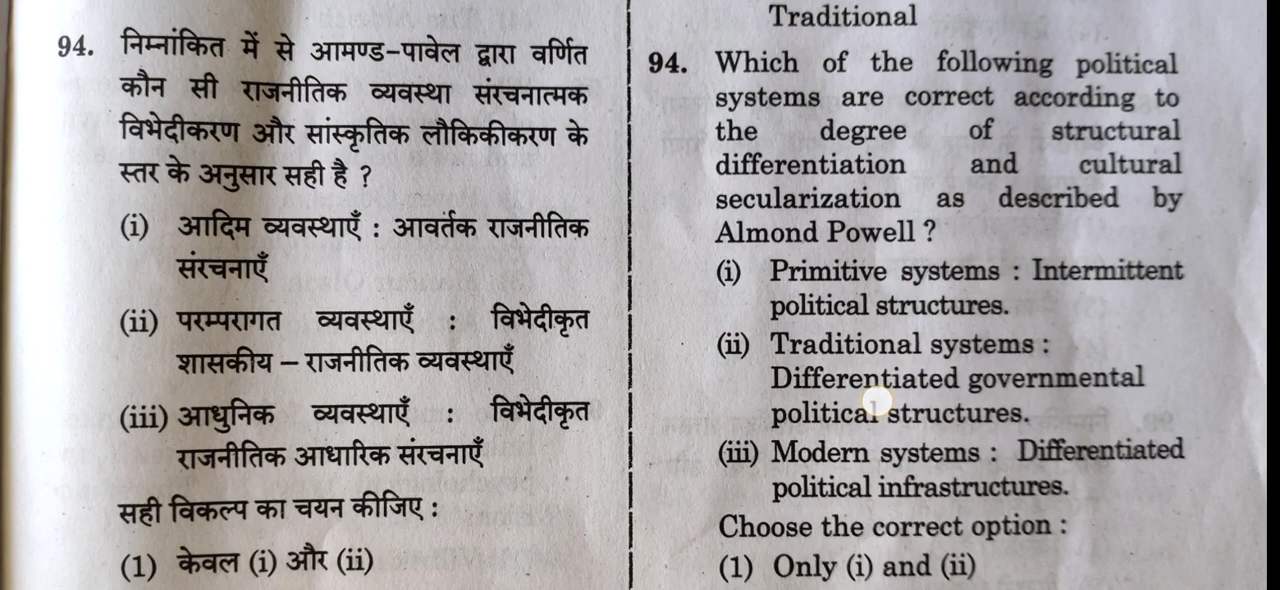 94. निम्नांकित में से आमण्ड-पावेल द्वारा वर्णित
कौन सी राजनीतिक व्यवस्था संरचनात्मक
विभेदीकरण और सांस्कृतिक लौकिकीकरण के
स्तर के अनुसार सही है ?
(i) आदिम व्यवस्थाएँ : आवर्तक राजनीतिक
संरचनाएँ
(ii) परम्परागत व्यवस्थाएँ : विभेदीकृत
शासकीय – राजनीतिक व्यवस्थाएँ
(iii) आधुनिक व्यवस्थाएँ : विभेदीकृत
राजनीतिक आधारिक संरचनाएँ
सही विकल्प का चयन कीजिए :
(1) केवल (i) और (ii)
Traditional
94. Which of the following political
systems are correct according to
the degree of structural
differentiation and cultural
secularization as described by
Almond Powell ?
(i) Primitive systems : Intermittent
political structures.
(ii) Traditional systems :
Differentiated governmental
political structures.
(iii) Modern systems : Differentiated
political infrastructures.
Choose the correct option :
(1) Only (i) and (ii)